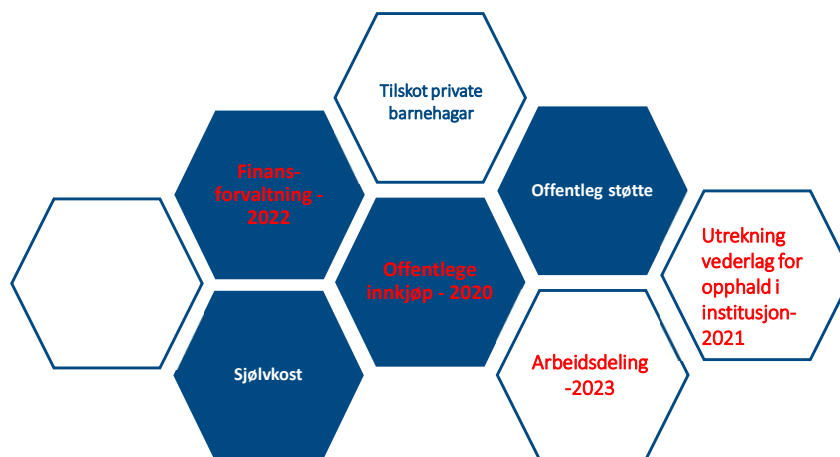 Tilskot private
barnehagar
Finans-
forvaltning -
2022
Offentleg støtte
Offentlege
innkjøp - 2020
Utrekning
vederlag for
opphald i
institusjon-
2021
Sjølvkost
Arbeidsdeling
-2023